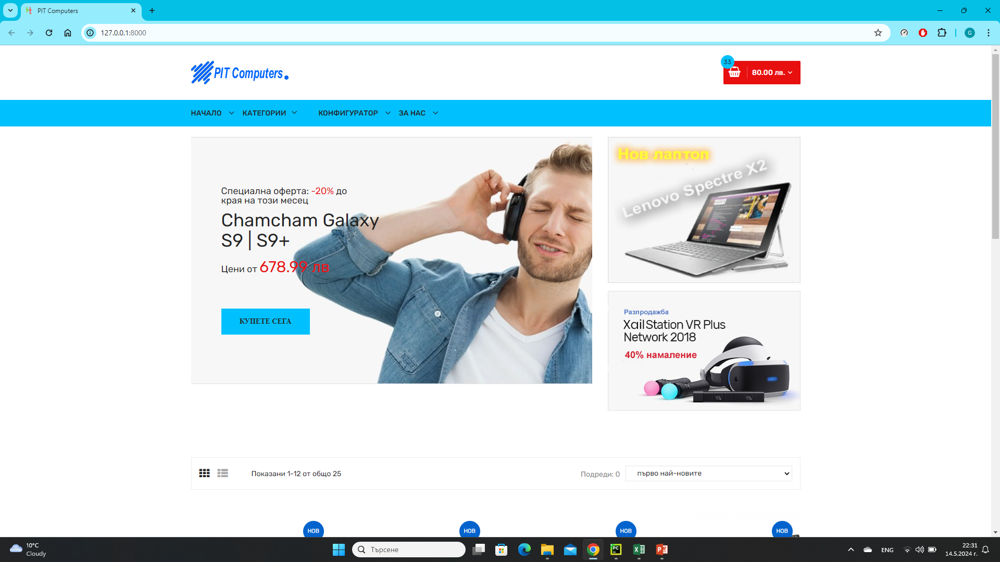 PIT Computers
127.0.0.1:8000
PIT Computers.
33
80.00 лв.
НАЧАЛО
КАТЕГОРИИ
КОНФИГУРАТОР
ЗА НАС
Специална оферта: -20% до
края на този месец
Chamcham Galaxy
S9 | S9+
Цени от 678.99 лв
КУПЕТЕ СЕГА
Нов лаптоп
Lenovo Spectre X2
Разпродажба
Xail Station VR Plus
Network 2018
40% намаление
Показани 1-12 от общо 25
Подреди: 0
първо най-новите
НОВ
НОВ
НОВ
НОВ
10°C
Cloudy
Търсене
ENG
22:31
14.5.2024 г.